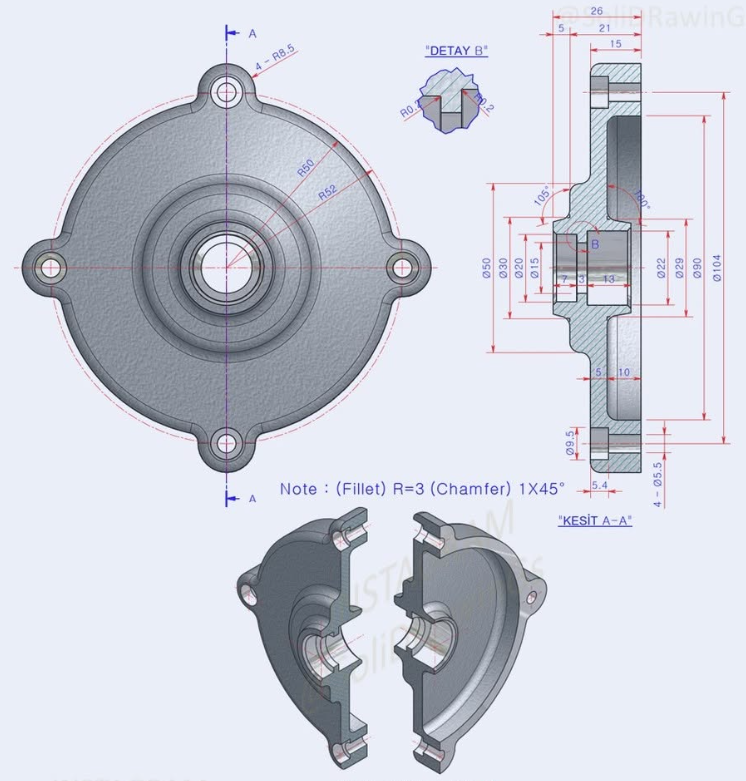 @SoliDRawinG
26
5
21
15
A
4 - R8.5
"DETAY B"
R0.2
R0.2
R50
R52
105°
100°
B
Ø50
Ø30
Ø20
Ø15
7
3
13
Ø22
Ø29
Ø90
Ø104
5
10
Ø9.5
5.4
4 - Ø5.5
A
Note : (Fillet) R=3 (Chamfer) 1X45°
"KESİT A-A"